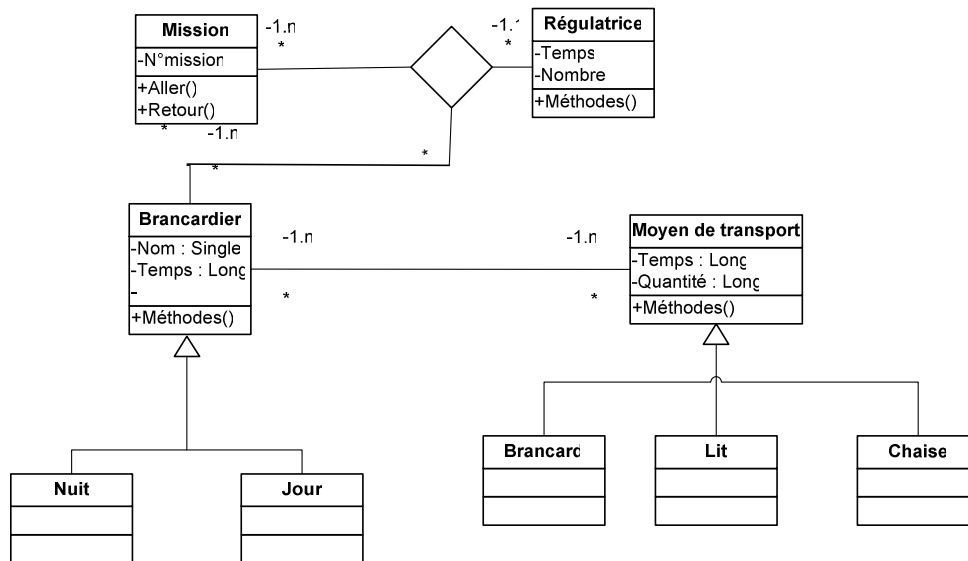 Mission
-N°mission
+Aller()
+Retour()
-1.n
*
-1.1
*
Régulatrice
-Temps
-Nombre
+Méthodes()
*
-1.n
*
*
Brancardier
-Nom : Single
-Temps : Long
-
+Méthodes()
-1.n
*
-1.n
*
Moyen de transport
-Temps : Long
-Quantité : Long
+Méthodes()
Nuit
Jour
Brancard
Lit
Chaise